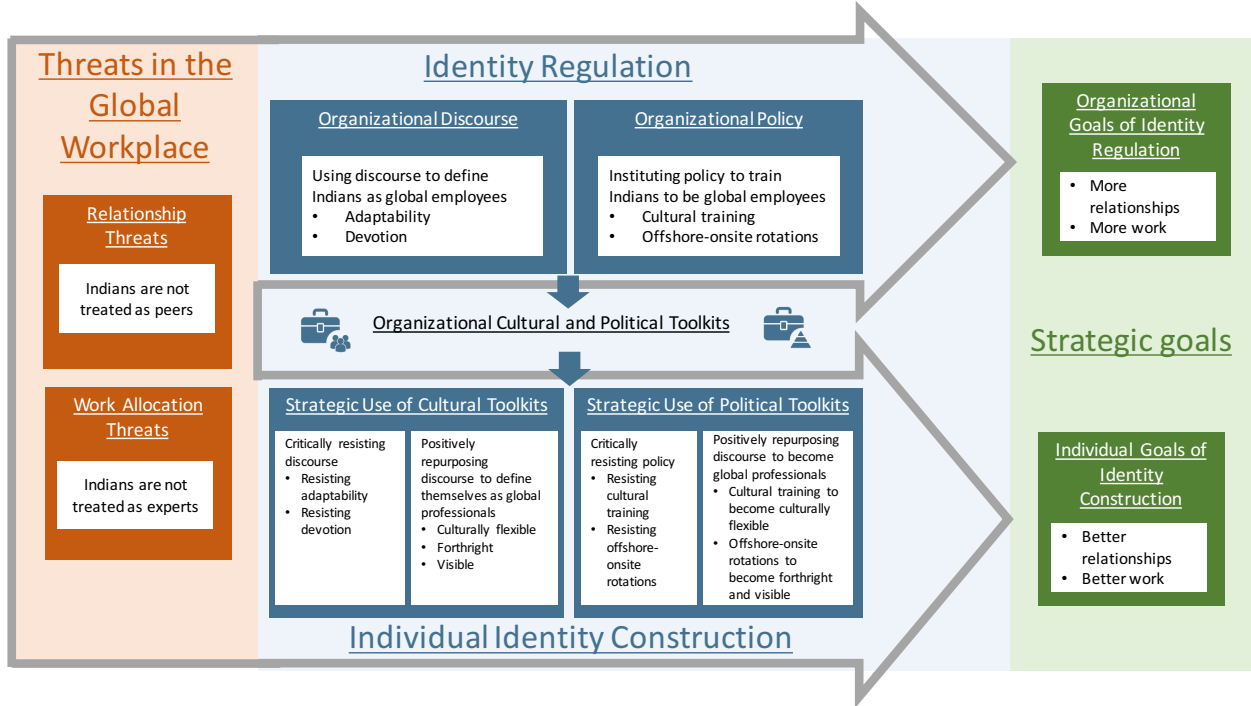 Threats in the
Global
Workplace
Relationship
Threats
Indians are not
treated as peers
Work Allocation
Threats
Indians are not
treated as experts
Identity Regulation
Organizational Discourse
Using discourse to define
Indians as global employees
• Adaptability
• Devotion
Organizational Policy
Instituting policy to train
Indians to be global employees
• Cultural training
• Offshore-onsite rotations
Organizational Cultural and Political Toolkits
Strategic Use of Cultural Toolkits
Critically resisting
discourse
• Resisting
adaptability
• Resisting
devotion
Positively
repurposing
discourse to define
themselves as global
professionals
• Culturally flexible
• Forthright
• Visible
Strategic Use of Political Toolkits
Critically
resisting policy
• Resisting
cultural
training
• Resisting
offshore-
onsite
rotations
Positively repurposing
discourse to become
global professionals
• Cultural training to
become culturally
flexible
• Offshore-onsite
rotations to
become forthright
and visible
Individual Identity Construction
Organizational
Goals of Identity
Regulation
• More
relationships
• More work
Strategic goals
Individual Goals of
Identity
Construction
• Better
relationships
• Better work